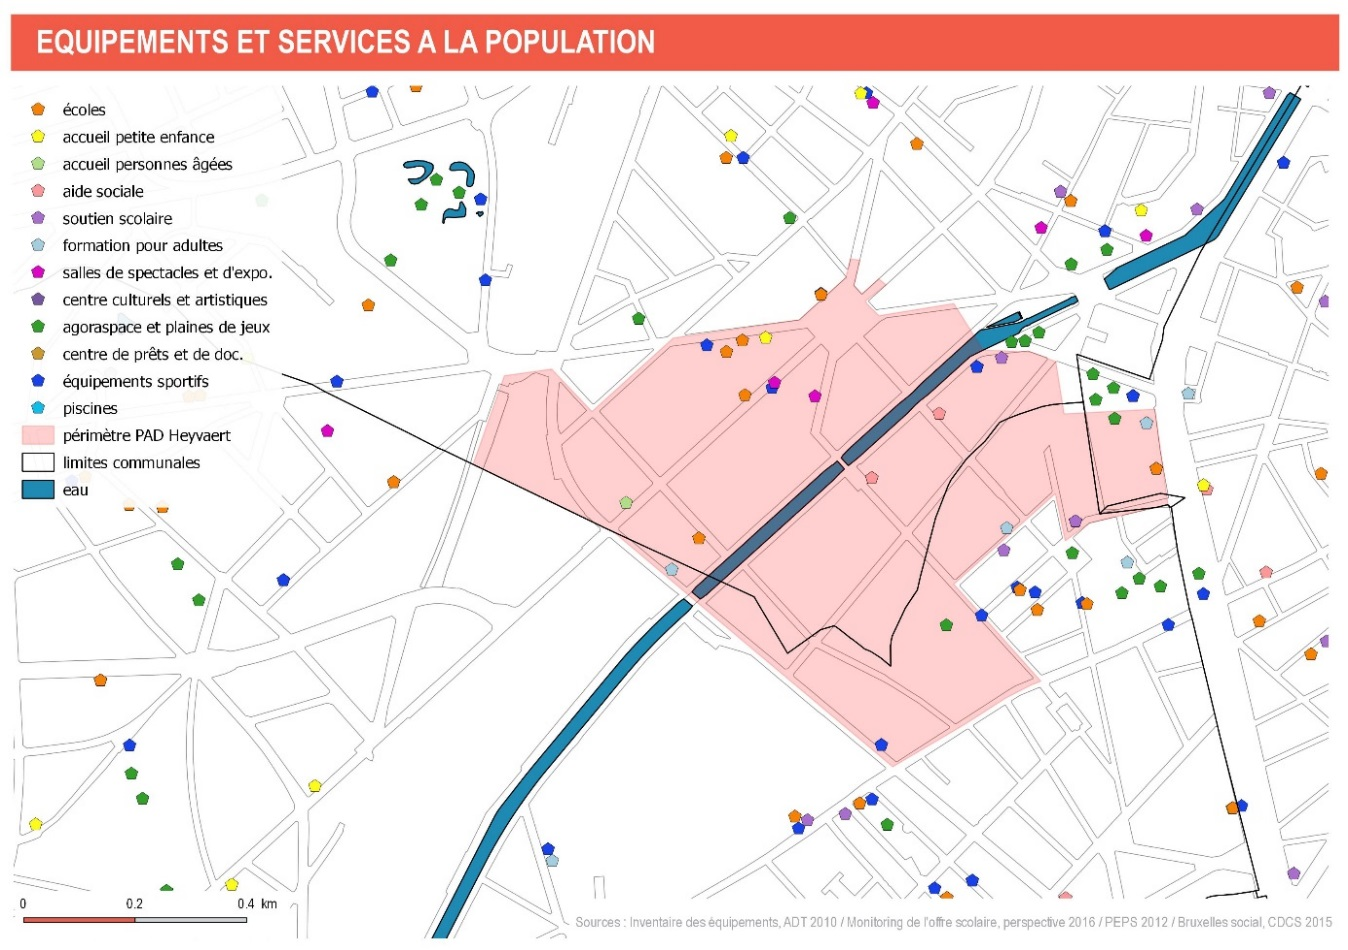 EQUIPEMENTS ET SERVICES A LA POPULATION
écoles
accueil petite enfance
accueil personnes âgées
aide sociale
soutien scolaire
formation pour adultes
salles de spectacles et d'expo.
centre culturels et artistiques
agoraspace et plaines de jeux
centre de prêts et de doc.
équipements sportifs
piscines
périmètre PAD Heyvaert
limites communales
eau
0 0.2 0.4 km
Sources : Inventaire des équipements, ADT 2010 / Monitoring de l'offre scolaire, perspective 2016 / PEPS 2012 / Bruxelles social, CDCS 2015